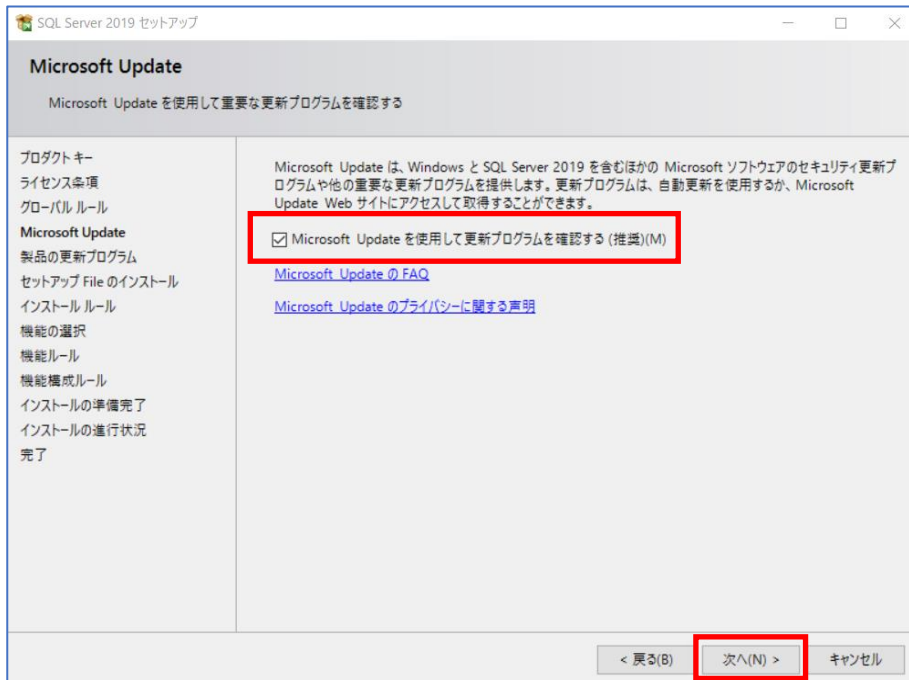 SQL Server 2019 セットアップ
Microsoft Update
Microsoft Update を使用して重要な更新プログラムを確認する
プロダクト キー
ライセンス条項
グローバル ルール
Microsoft Update
製品の更新プログラム
セットアップ File のインストール
インストール ルール
機能の選択
機能ルール
機能構成ルール
インストールの準備完了
インストールの進行状況
完了
Microsoft Update は、Windows と SQL Server 2019 を含むほかの Microsoft ソフトウェアのセキュリティ更新プ
ログラムや他の重要な更新プログラムを提供します。更新プログラムは、自動更新を使用するか、Microsoft
Update Web サイトにアクセスして取得することができます。
Microsoft Update を使用して更新プログラムを確認する (推奨)(M)
Microsoft Update の FAQ
Microsoft Update のプライバシーに関する声明
< 戻る(B)
次へ(N) >
キャンセル